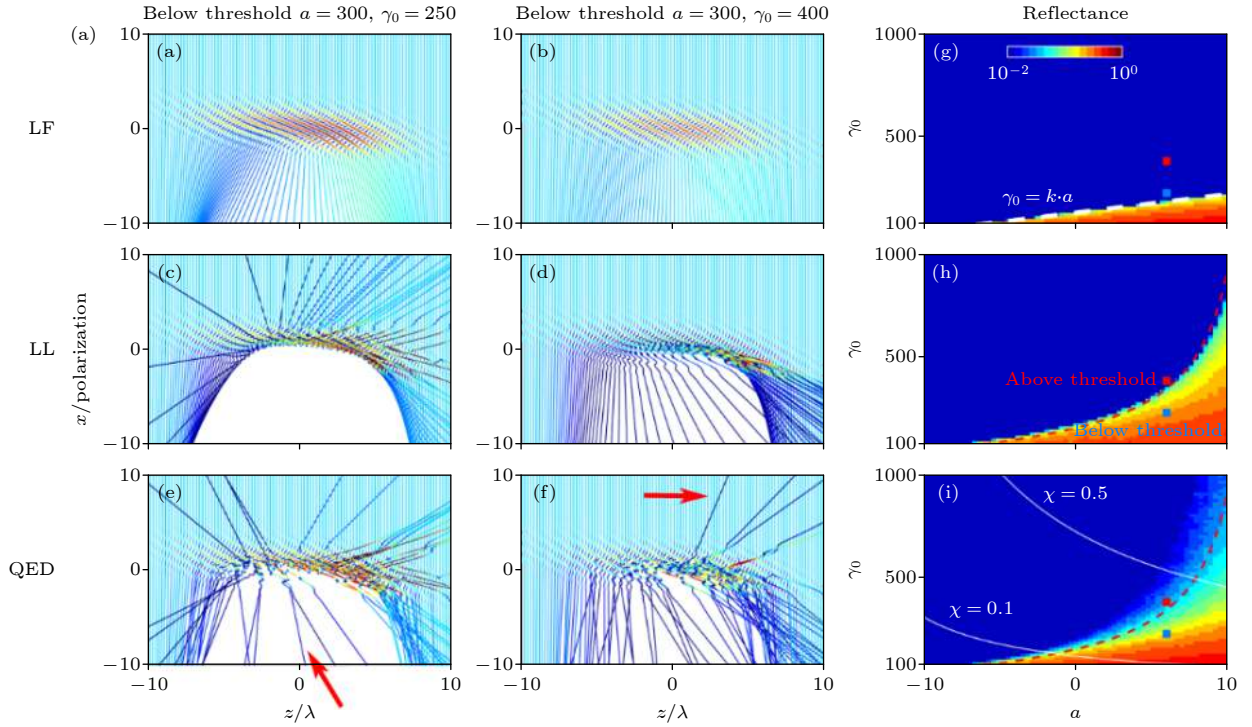 Below threshold a = 300, γ₀ = 250
Below threshold a = 300, γ₀ = 400
Reflectance
(a)
LF
LL
QED
x/polarization
10
0
−10
(a)
10
0
−10
(b)
1000
500
100
γ₀
(g)
10⁻² 10⁰
γ₀ = k·a
10
0
−10
(c)
10
0
−10
(d)
1000
500
100
γ₀
(h)
Above threshold
Below threshold
10
0
−10
(e)
−10 0 10
z/λ
10
0
−10
(f)
−10 0 10
z/λ
1000
500
100
γ₀
(i)
χ = 0.5
χ = 0.1
−10 0 10
a